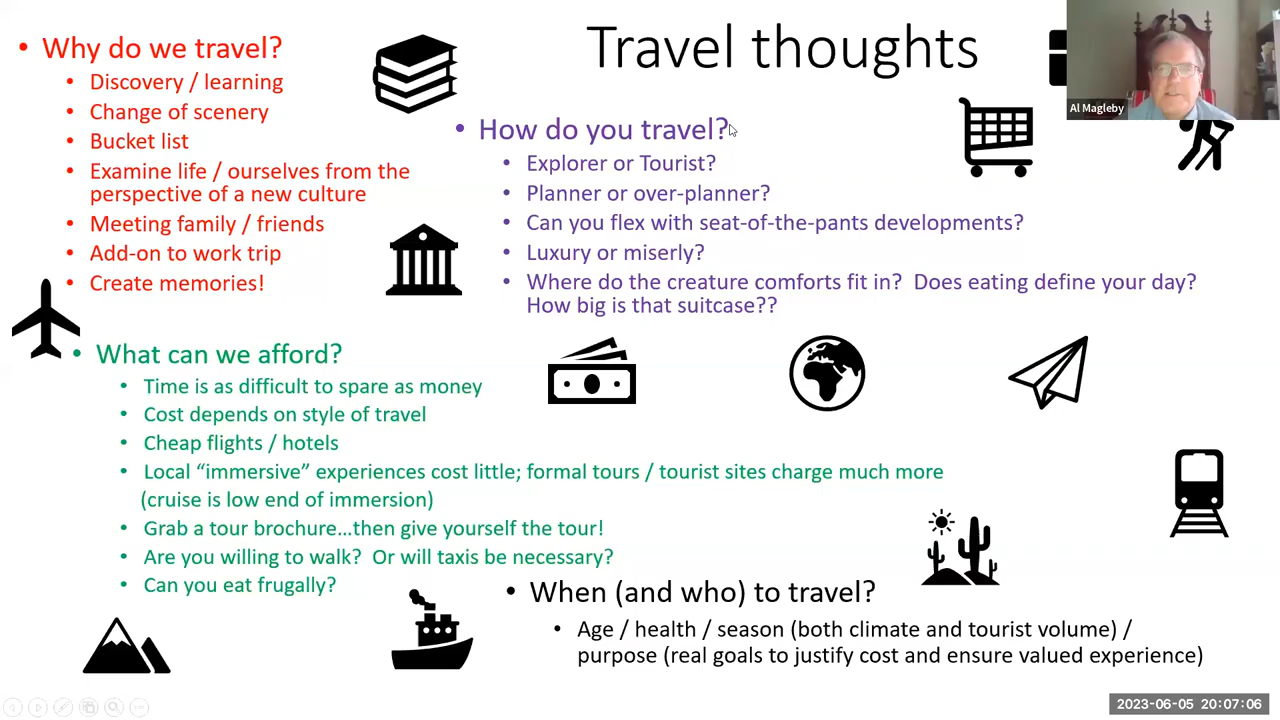 Travel thoughts
Al Magleby
• Why do we travel?
• Discovery / learning
• Change of scenery
• Bucket list
• Examine life / ourselves from the
perspective of a new culture
• Meeting family / friends
• Add-on to work trip
• Create memories!
• How do you travel?
• Explorer or Tourist?
• Planner or over-planner?
• Can you flex with seat-of-the-pants developments?
• Luxury or miserly?
• Where do the creature comforts fit in?  Does eating define your day?
How big is that suitcase??
• What can we afford?
• Time is as difficult to spare as money
• Cost depends on style of travel
• Cheap flights / hotels
• Local “immersive” experiences cost little; formal tours / tourist sites charge much more
(cruise is low end of immersion)
• Grab a tour brochure…then give yourself the tour!
• Are you willing to walk?  Or will taxis be necessary?
• Can you eat frugally?
• When (and who) to travel?
• Age / health / season (both climate and tourist volume) /
purpose (real goals to justify cost and ensure valued experience)
2023-06-05 20:07:06